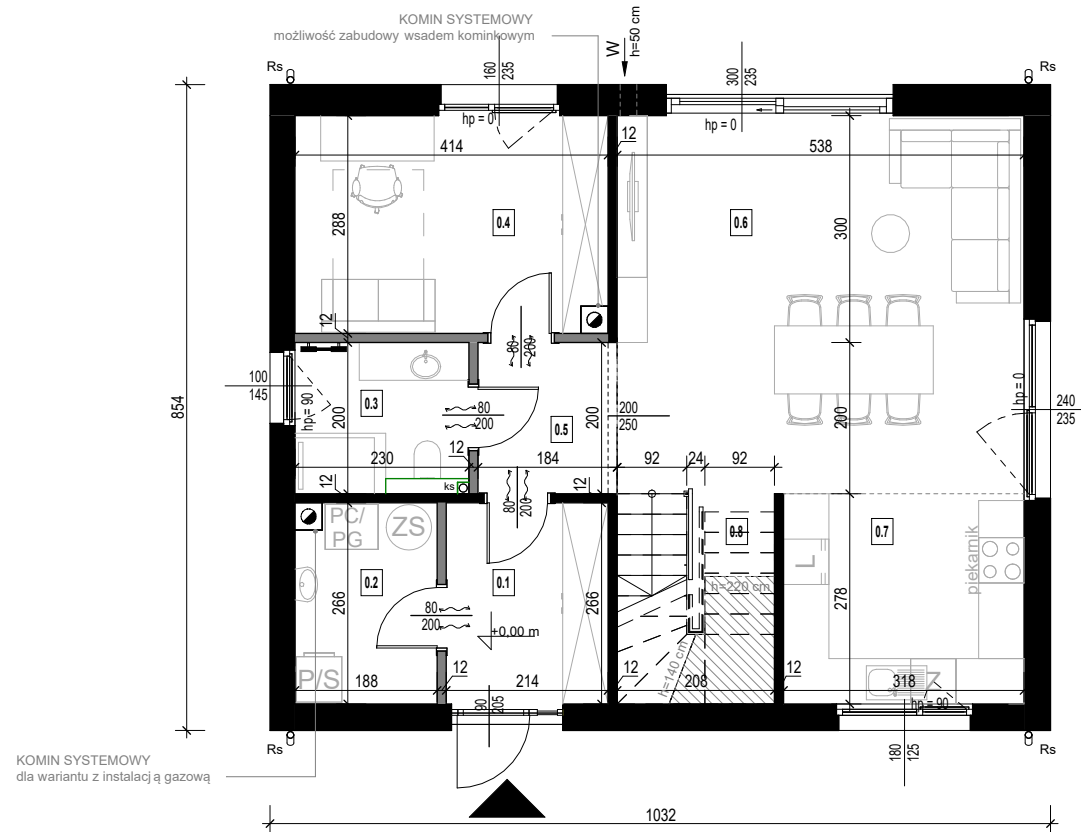 KOMIN SYSTEMOWY
możliwość zabudowy wsadem kominkowym
W
h=50 cm
Rs
160
235
300
235
Rs
hp = 0
hp = 0
12
414
538
288
0.4
0.6
300
12
80
200
100
145
hp = 90
0.3
200
80
200
0.5
200
200
250
200
hp = 0
240
235
854
230
12
184
92
24
92
12
ks
80
200
12
PC/
PG
ZS
0.8
0.7
L
piekamik
0.2
0.1
h=220 cm
266
266
278
80
200
+0,00 m
h=140 cm
P/S
188
12
214
12
208
12
318
Z
hp = 90
90
205
Rs
180
125
Rs
KOMIN SYSTEMOWY
dla wariantu z instalacją gazową
1032